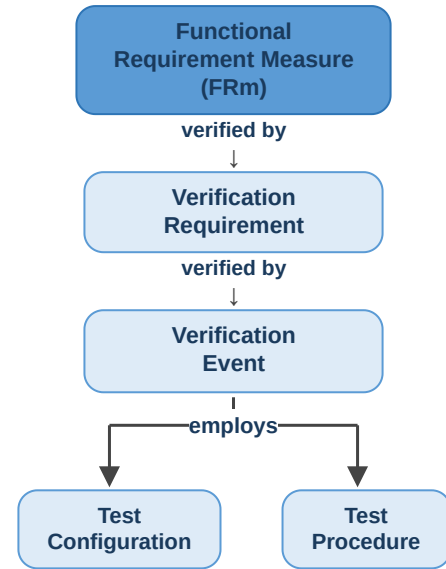 Functional
Requirement Measure
(FRm)
verified by
↓
Verification
Requirement
verified by
↓
Verification
Event
employs
Test
Configuration
Test
Procedure